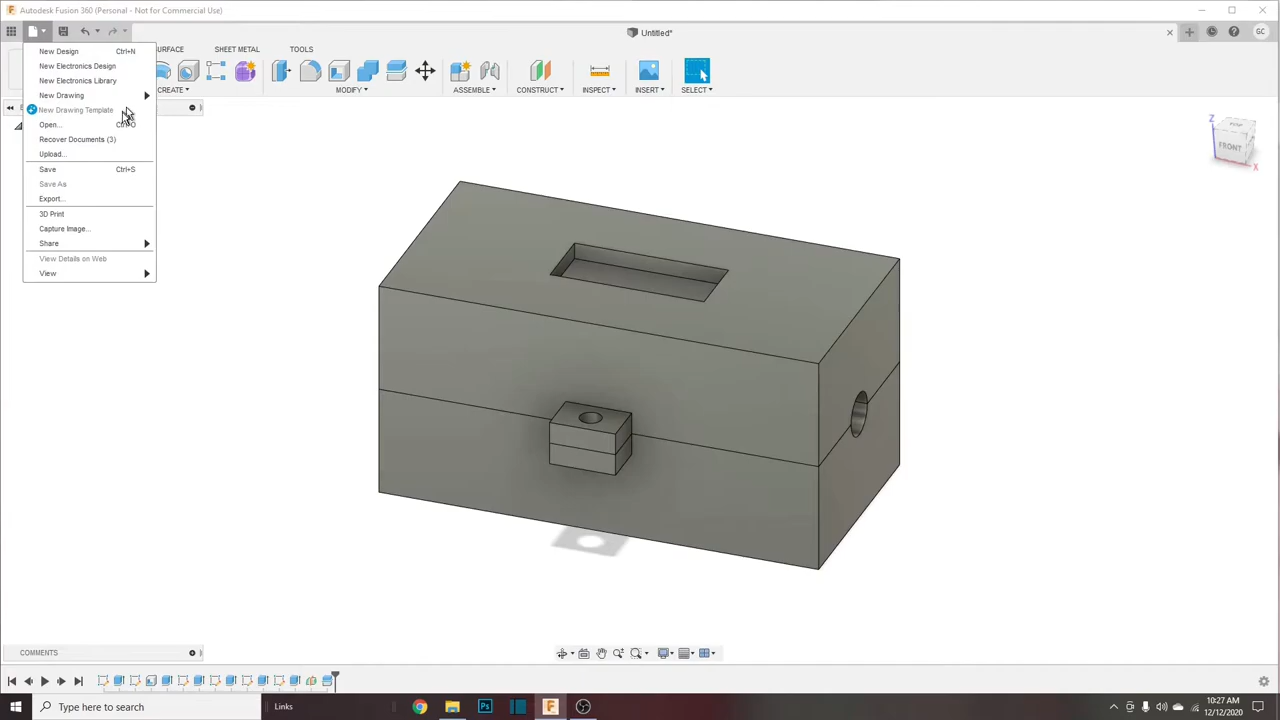 Autodesk Fusion 360 (Personal - Not for Commercial Use)
Untitled*
GC
New Design Ctrl+N
New Electronics Design
New Electronics Library
New Drawing
New Drawing Template
Open...
Recover Documents (3)
Upload...
Save Ctrl+S
Save As
Export...
3D Print
Capture Image...
Share
View Details on Web
View
SHEET METAL TOOLS
MODIFY ASSEMBLE CONSTRUCT INSPECT INSERT SELECT
TOP
FRONT
Z
X
COMMENTS
Type here to search
Links
10:27 AM
12/12/2020